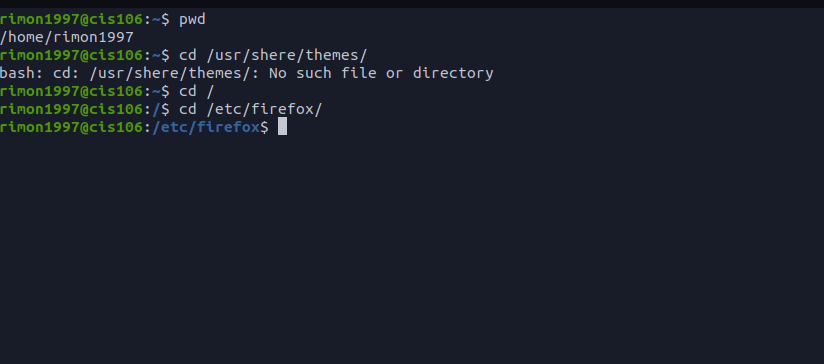 rimon1997@cis106:~$ pwd
/home/rimon1997
rimon1997@cis106:~$ cd /usr/shere/themes/
bash: cd: /usr/shere/themes/: No such file or directory
rimon1997@cis106:~$ cd /
rimon1997@cis106:/$ cd /etc/firefox/
rimon1997@cis106:/etc/firefox$